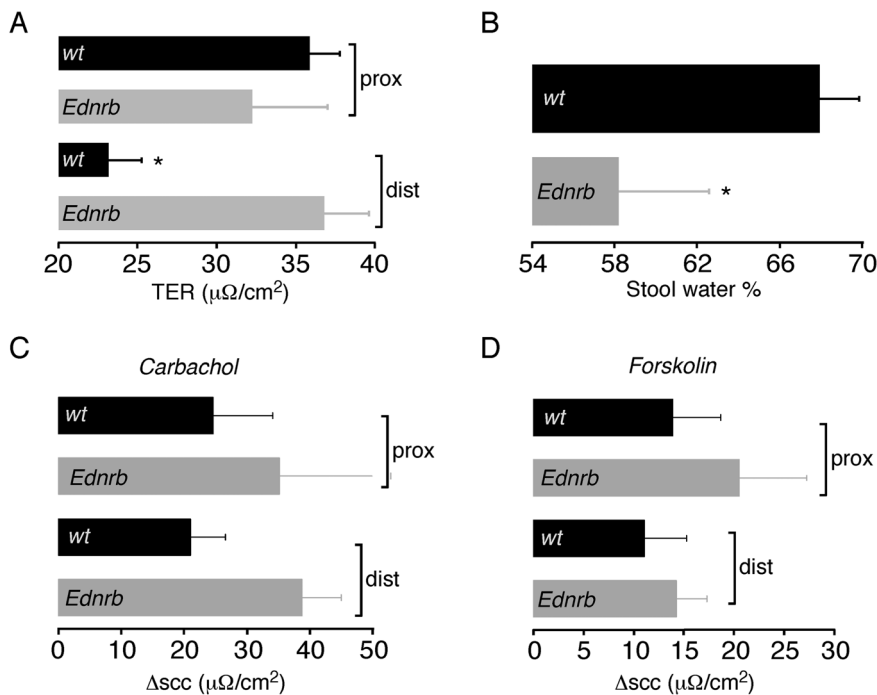 A
wt
prox
Ednrb
wt *
dist
Ednrb
20 25 30 35 40
TER (μΩ/cm²)
B
wt
Ednrb *
54 58 62 66 70
Stool water %
C
Carbachol
wt
prox
Ednrb
wt
dist
Ednrb
0 10 20 30 40 50
Δscc (μΩ/cm²)
D
Forskolin
wt
prox
Ednrb
wt
dist
Ednrb
0 5 10 15 20 25 30
Δscc (μΩ/cm²)